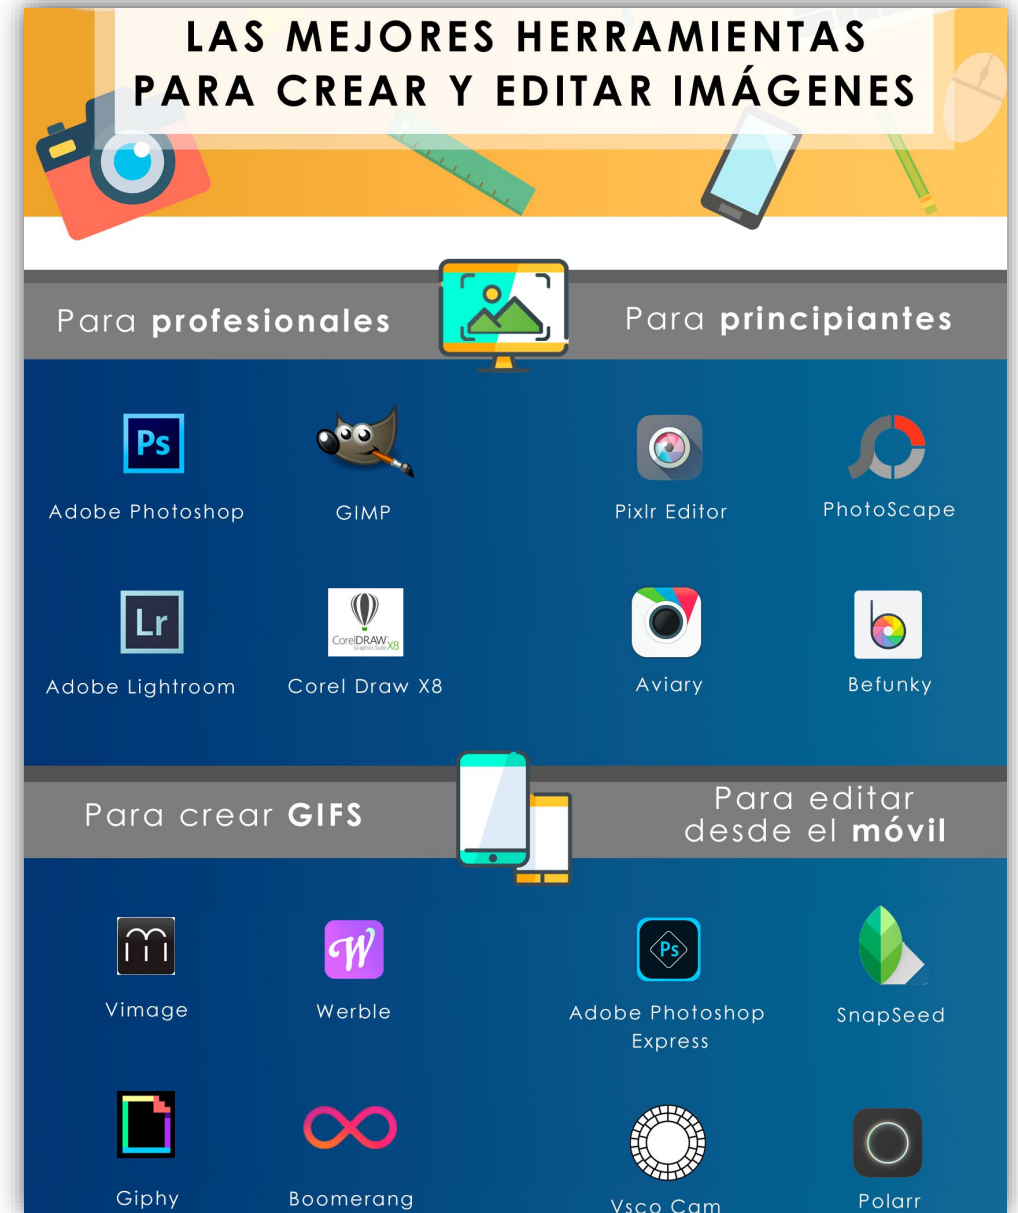 LAS MEJORES HERRAMIENTAS
PARA CREAR Y EDITAR IMÁGENES
Para profesionales
Para principiantes
Ps
Adobe Photoshop
GIMP
Pixlr Editor
PhotoScape
Lr
CorelDRAW
Graphics Suite X8
Adobe Lightroom
Corel Draw X8
Aviary
b
Befunky
Para crear GIFS
Para editar
desde el móvil
Vimage
W
Werble
Ps
Adobe Photoshop
Express
SnapSeed
Giphy
Boomerang
Vsco Cam
Polarr